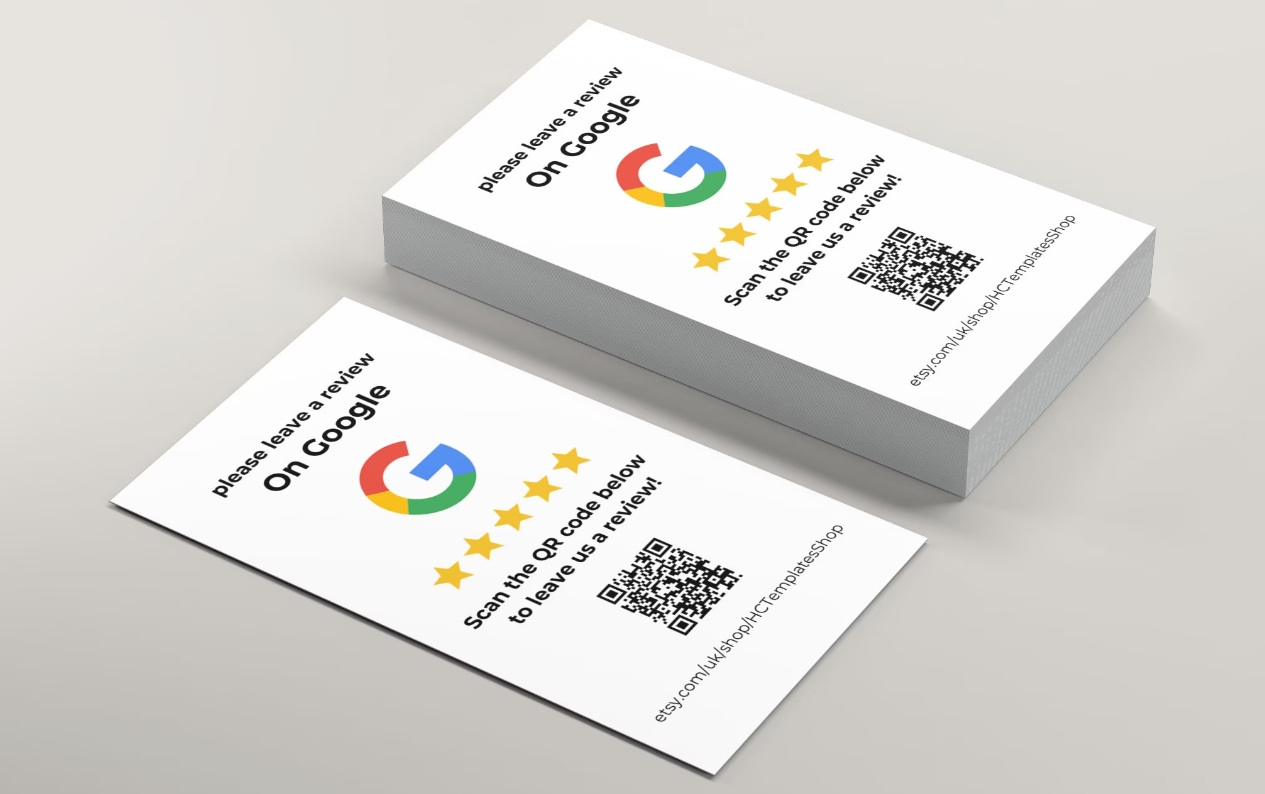 please leave a review
On Google
Scan the QR code below
to leave us a review!
etsy.com/uk/shop/HCTemplatesShop
please leave a review
On Google
Scan the QR code below
to leave us a review!
etsy.com/uk/shop/HCTemplatesShop